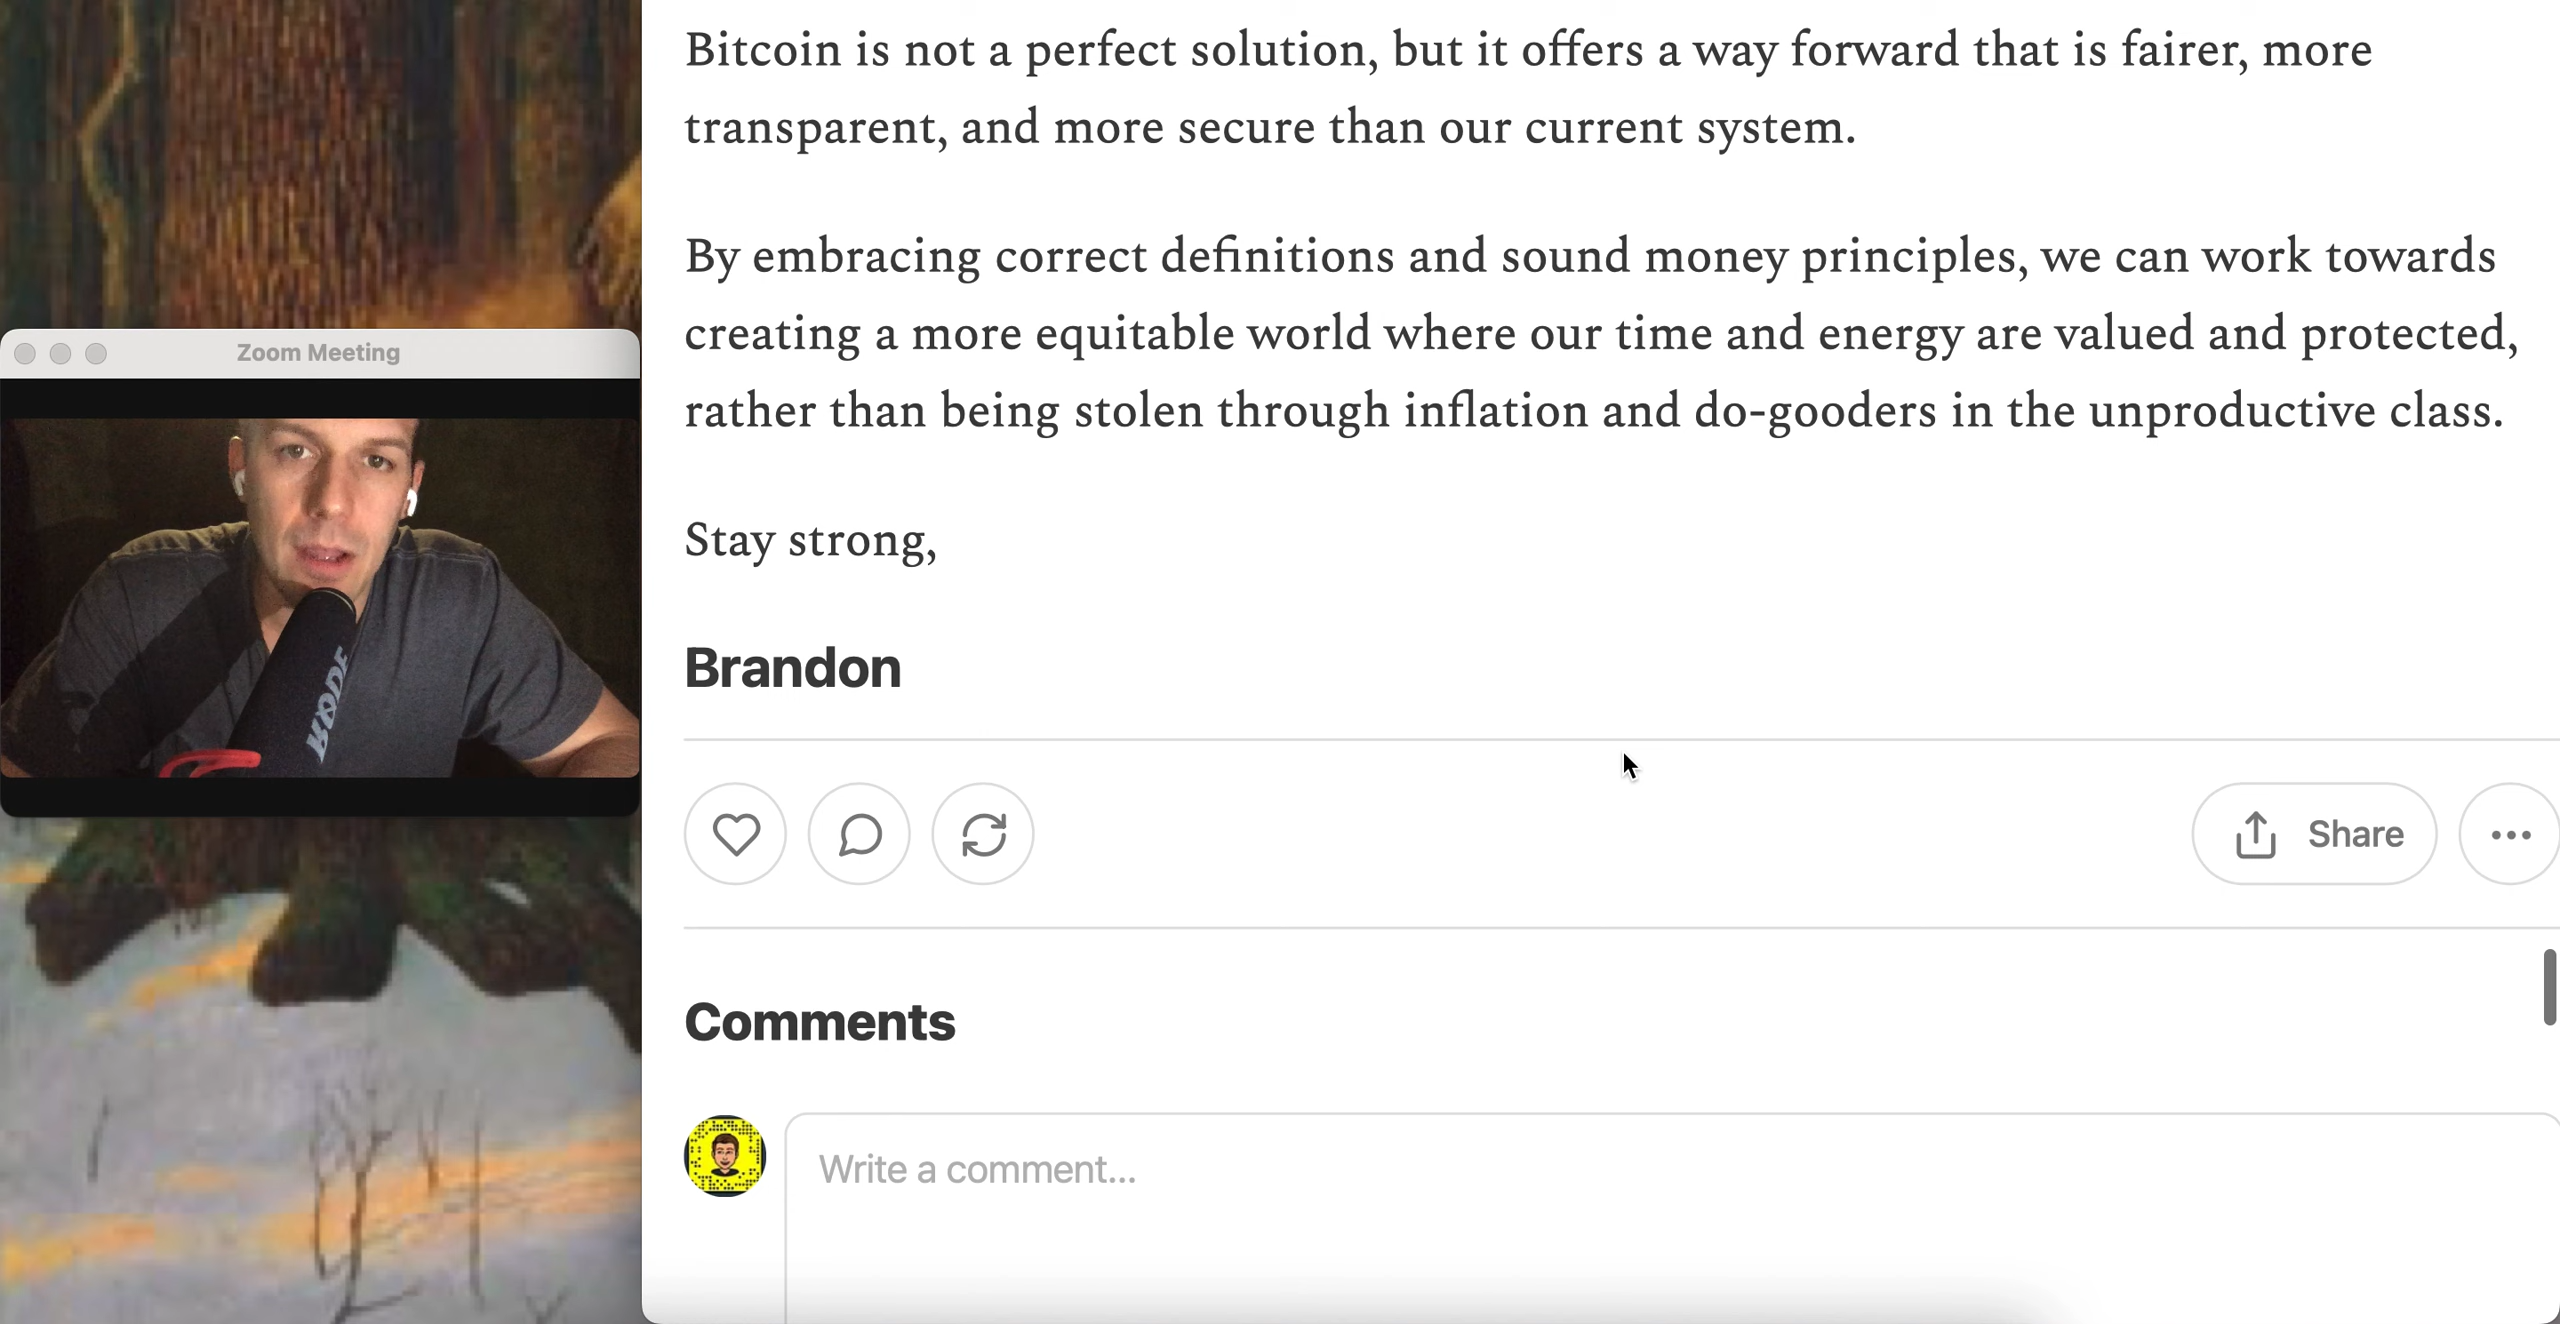 Bitcoin is not a perfect solution, but it offers a way forward that is fairer, more
transparent, and more secure than our current system.
By embracing correct definitions and sound money principles, we can work towards
creating a more equitable world where our time and energy are valued and protected,
rather than being stolen through inflation and do-gooders in the unproductive class.
Zoom Meeting
RODE
Stay strong,
Brandon
Share
Comments
Write a comment...